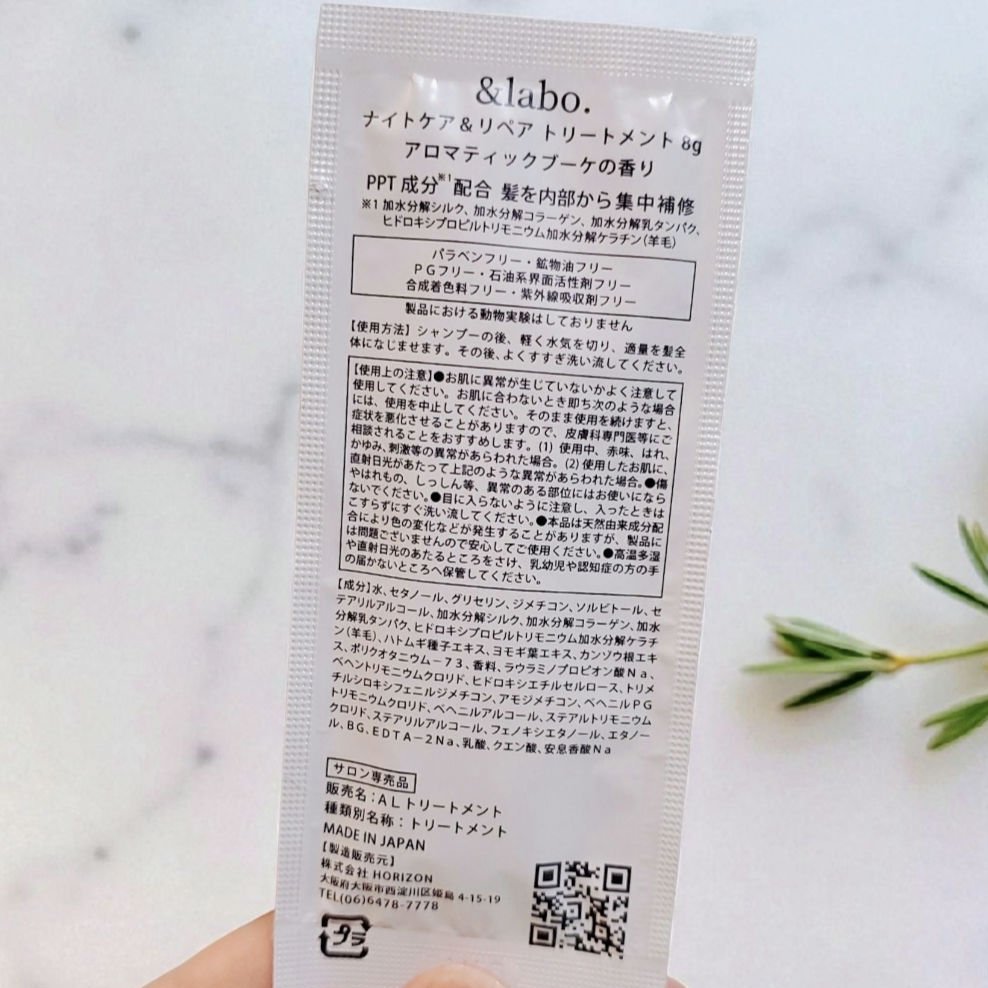 &labo.
ナイトケア&リペア トリートメント 8g
アロマティックブーケの香り
PPT 成分※1配合 髪を内部から集中補修
※1 加水分解シルク、加水分解コラーゲン、加水分解乳タンパク、
ヒドロキシプロピルトリモニウム加水分解ケラチン(羊毛)
パラベンフリー・鉱物油フリー
PGフリー・石油系界面活性剤フリー
合成着色料フリー・紫外線吸収剤フリー
製品における動物実験はしておりません
【使用方法】シャンプーの後、軽く水気を切り、適量を髪全
体になじませます。その後、よくすすぎ洗い流してください。
【使用上の注意】●お肌に異常が生じていないかよく注意して
使用してください。お肌に合わないとき即ち次のような場合
には、使用を中止してください。そのまま使用を続けますと、
症状を悪化させることがありますので、皮膚科専門医等にご
相談されることをおすすめします。(1) 使用中、赤味、はれ、
かゆみ、刺激等の異常があらわれた場合。(2) 使用したお肌に、
直射日光があたって上記のような異常があらわれた場合。●傷
やはれもの、しっしん等、異常のある部位にはお使いになら
ないでください。●目に入らないように注意し、入ったときは
こすらずにすぐ洗い流してください。●本品は天然由来成分配
合により色の変化などが発生することがありますが、製品に
は問題ございませんので安心してご使用ください。●高温多湿
や直射日光のあたるところをさけ、乳幼児や認知症の方の手
の届かないところへ保管してください。
【成分】水、セタノール、グリセリン、ジメチコン、ソルビトール、セ
テアリルアルコール、加水分解シルク、加水分解コラーゲン、加水
分解乳タンパク、ヒドロキシプロピルトリモニウム加水分解ケラチ
ン(羊毛)、ハトムギ種子エキス、ヨモギ葉エキス、カンゾウ根エキ
ス、ポリクオタニウム－73、香料、ラウラミノプロピオン酸Na、
ベヘントリモニウムクロリド、ヒドロキシエチルセルロース、トリメ
チルシロキシフェニルジメチコン、アモジメチコン、ベヘニルPG
トリモニウムクロリド、ベヘニルアルコール、ステアルトリモニウム
クロリド、ステアリルアルコール、フェノキシエタノール、エタノー
ル、BG、EDTA－2Na、乳酸、クエン酸、安息香酸Na
サロン専売品
販売名：ALトリートメント
種類別名称：トリートメント
MADE IN JAPAN
【製造販売元】
株式会社 HORIZON
大阪府大阪市西淀川区姫島 4-15-19
TEL(06)6478-7778
プラ